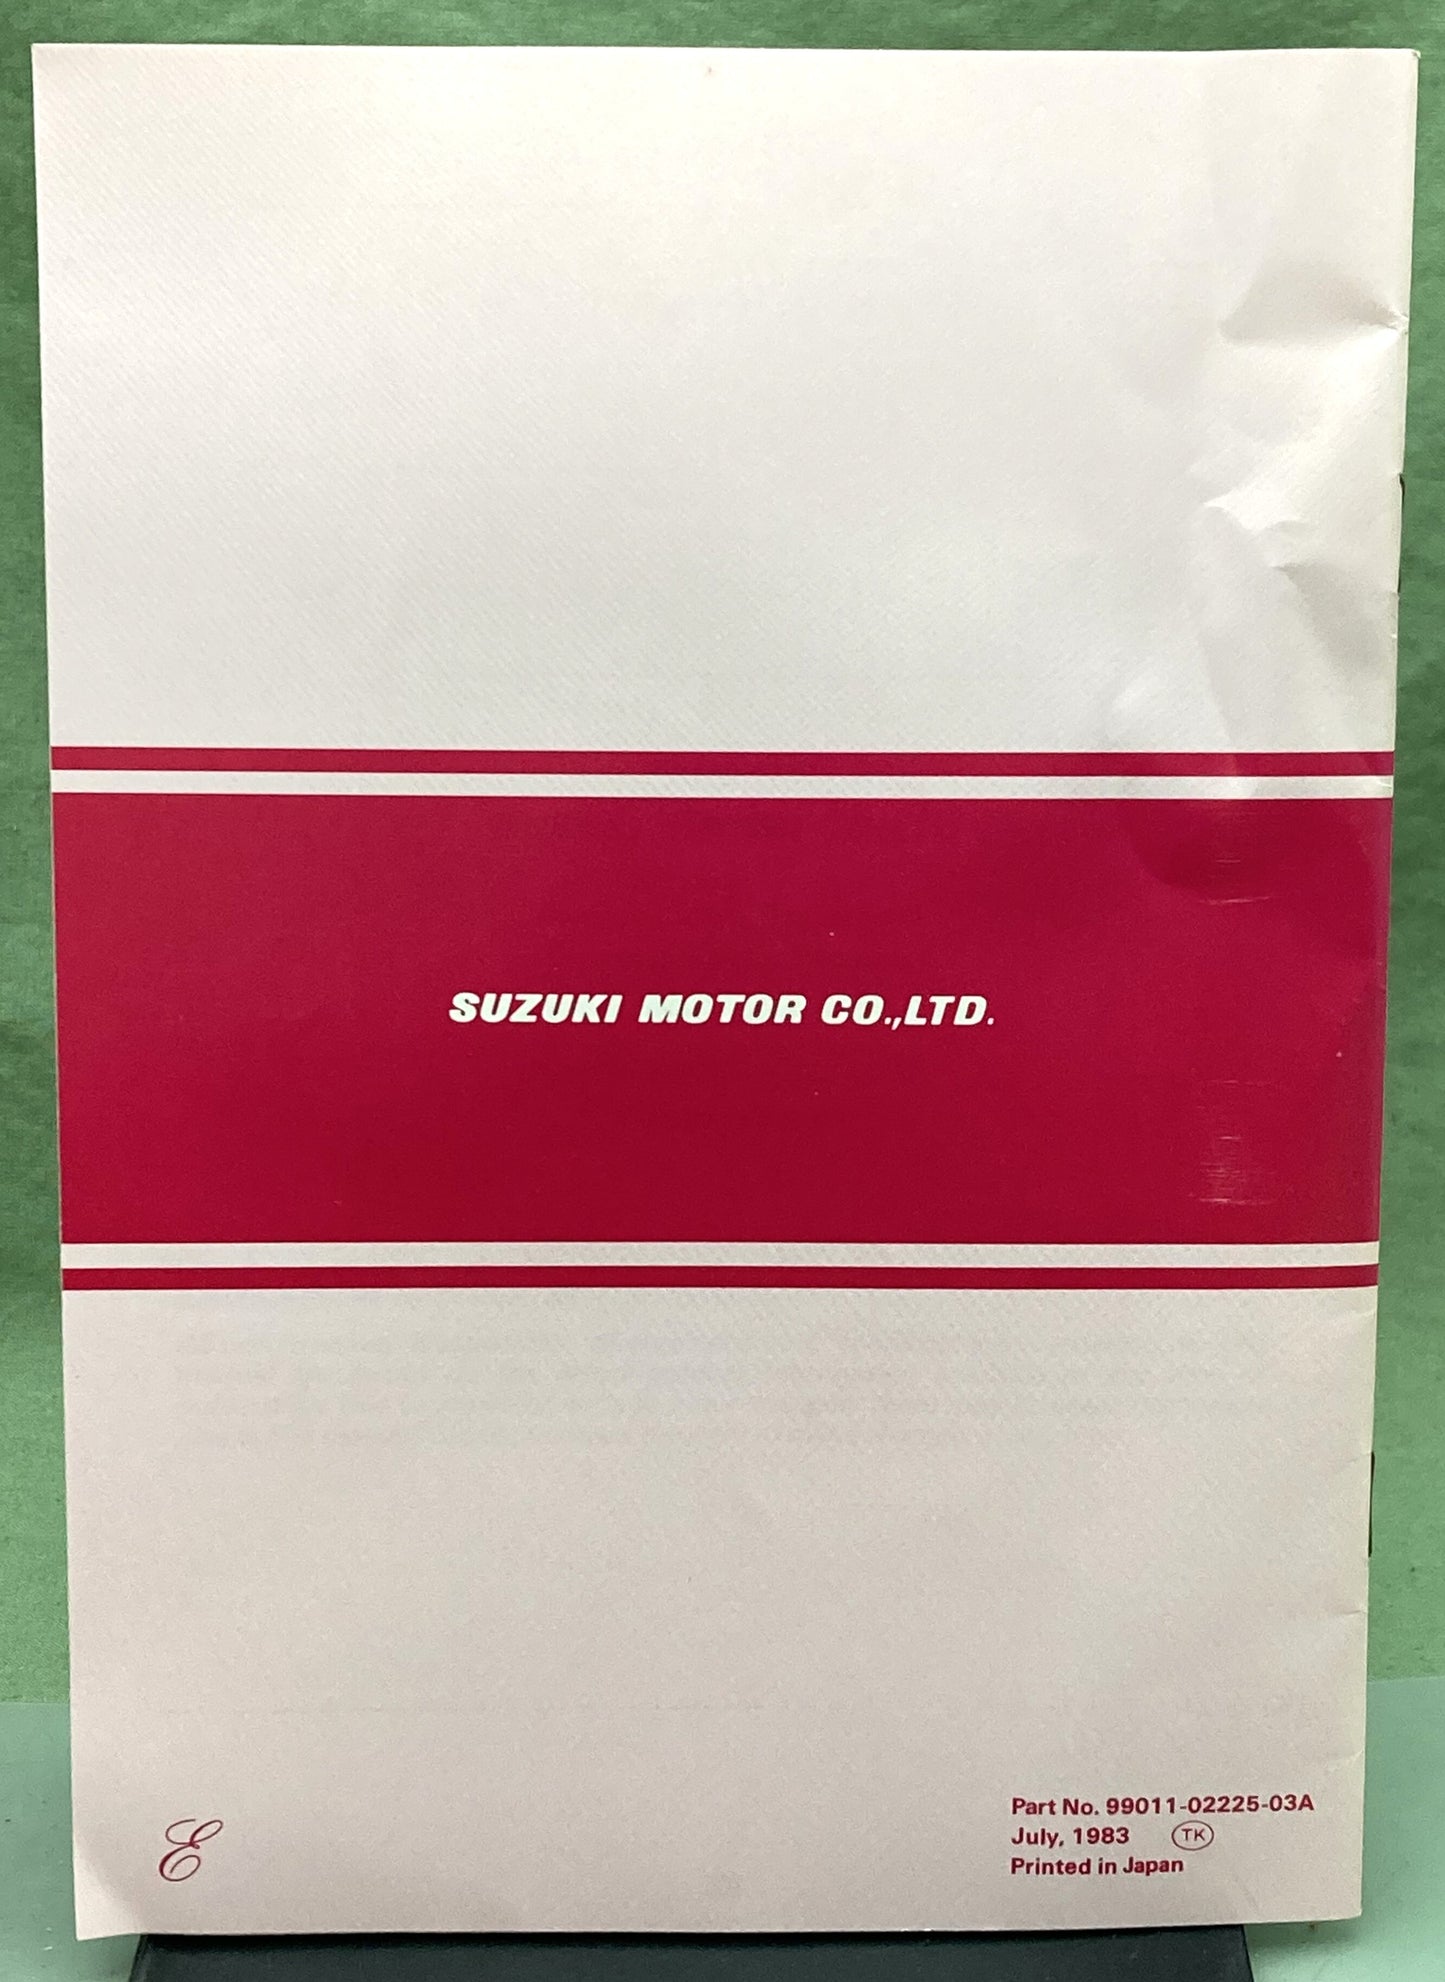 SUZUKI MOTOR CO.,LTD.
E
Part No. 99011-02225-03A
July, 1983 TK
Printed in Japan